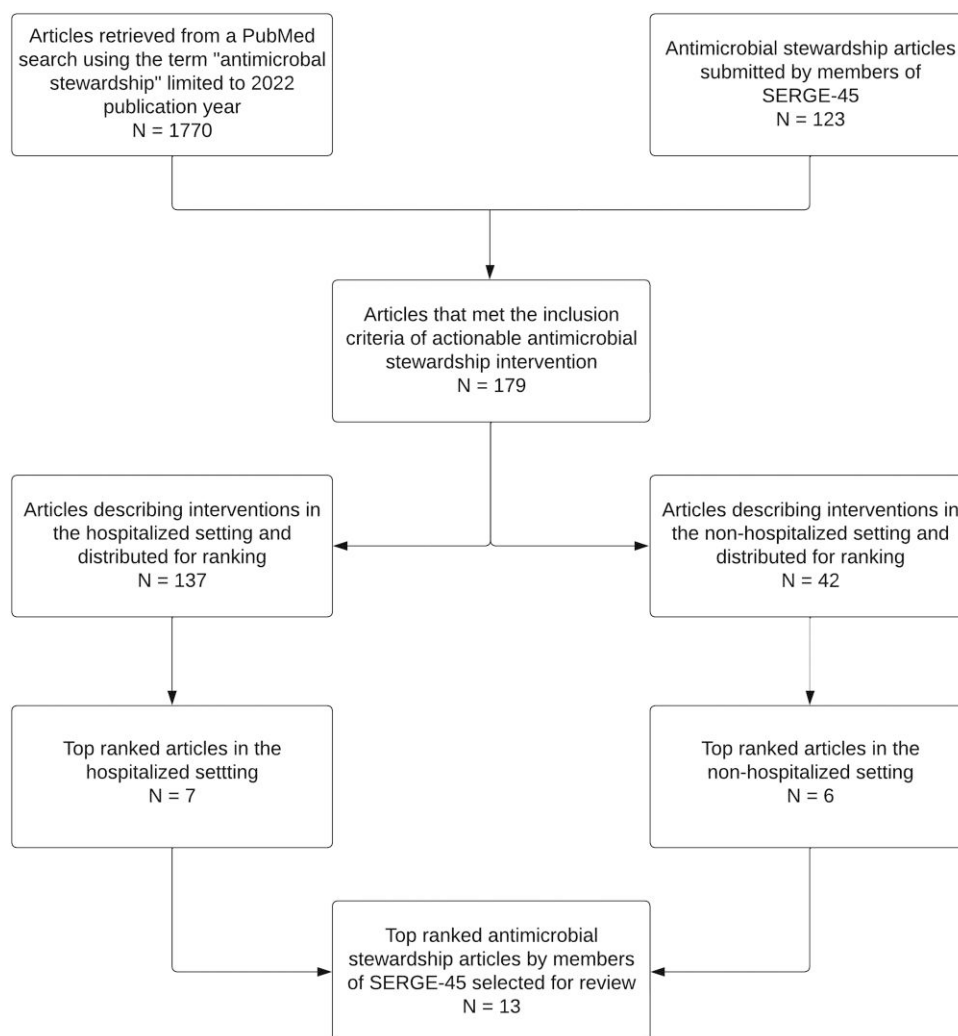 Articles retrieved from a PubMed
search using the term "antimicrobal
stewardship" limited to 2022
publication year
N = 1770
Antimicrobial stewardship articles
submitted by members of
SERGE-45
N = 123
Articles that met the inclusion
criteria of actionable antimicrobial
stewardship intervention
N = 179
Articles describing interventions in
the hospitalized setting and
distributed for ranking
N = 137
Articles describing interventions in
the non-hospitalized setting and
distributed for ranking
N = 42
Top ranked articles in the
hospitalized settting
N = 7
Top ranked articles in the
non-hospitalized setting
N = 6
Top ranked antimicrobial
stewardship articles by members
of SERGE-45 selected for review
N = 13